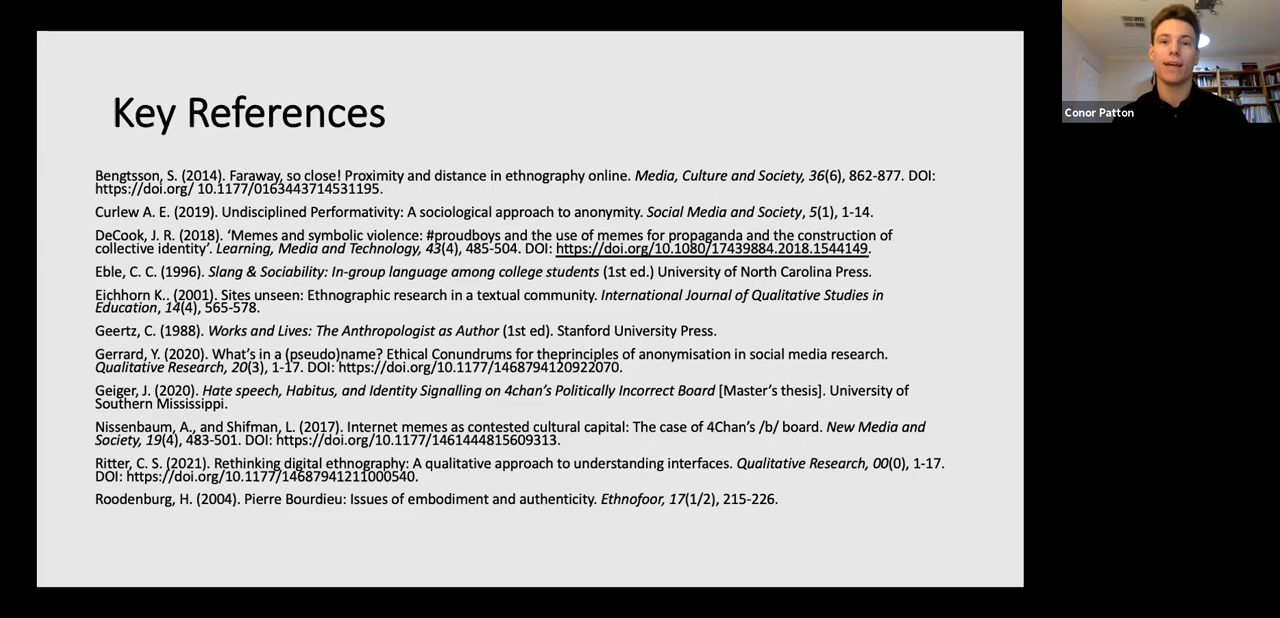 Key References
Bengtsson, S. (2014). Faraway, so close! Proximity and distance in ethnography online. Media, Culture and Society, 36(6), 862-877. DOI:
https://doi.org/ 10.1177/0163443714531195.
Curlew A. E. (2019). Undisciplined Performativity: A sociological approach to anonymity. Social Media and Society, 5(1), 1-14.
DeCook, J. R. (2018). ‘Memes and symbolic violence: #proudboys and the use of memes for propaganda and the construction of
collective identity’. Learning, Media and Technology, 43(4), 485-504. DOI: https://doi.org/10.1080/17439884.2018.1544149.
Eble, C. C. (1996). Slang & Sociability: In-group language among college students (1st ed.) University of North Carolina Press.
Eichhorn K.. (2001). Sites unseen: Ethnographic research in a textual community. International Journal of Qualitative Studies in
Education, 14(4), 565-578.
Geertz, C. (1988). Works and Lives: The Anthropologist as Author (1st ed). Stanford University Press.
Gerrard, Y. (2020). What’s in a (pseudo)name? Ethical Conundrums for theprinciples of anonymisation in social media research.
Qualitative Research, 20(3), 1-17. DOI: https://doi.org/10.1177/1468794120922070.
Geiger, J. (2020). Hate speech, Habitus, and Identity Signalling on 4chan’s Politically Incorrect Board [Master’s thesis]. University of
Southern Mississippi.
Nissenbaum, A., and Shifman, L. (2017). Internet memes as contested cultural capital: The case of 4Chan’s /b/ board. New Media and
Society, 19(4), 483-501. DOI: https://doi.org/10.1177/1461444815609313.
Ritter, C. S. (2021). Rethinking digital ethnography: A qualitative approach to understanding interfaces. Qualitative Research, 00(0), 1-17.
DOI: https://doi.org/10.1177/14687941211000540.
Roodenburg, H. (2004). Pierre Bourdieu: Issues of embodiment and authenticity. Ethnofoor, 17(1/2), 215-226.
Conor Patton